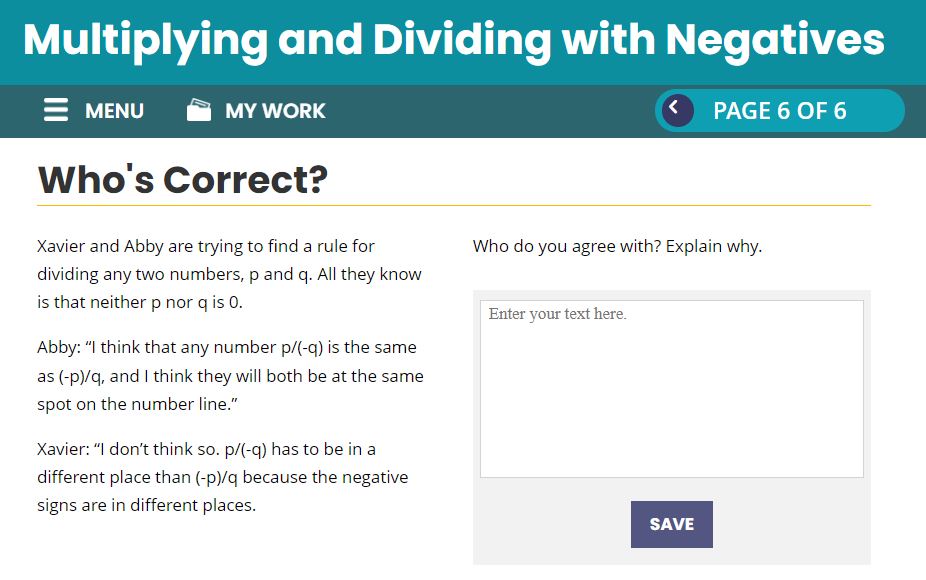 Multiplying and Dividing with Negatives
MENU
MY WORK
PAGE 6 OF 6
Who's Correct?
Xavier and Abby are trying to find a rule for
dividing any two numbers, p and q. All they know
is that neither p nor q is 0.
Abby: “I think that any number p/(-q) is the same
as (-p)/q, and I think they will both be at the same
spot on the number line.”
Xavier: “I don’t think so. p/(-q) has to be in a
different place than (-p)/q because the negative
signs are in different places.
Who do you agree with? Explain why.
Enter your text here.
SAVE